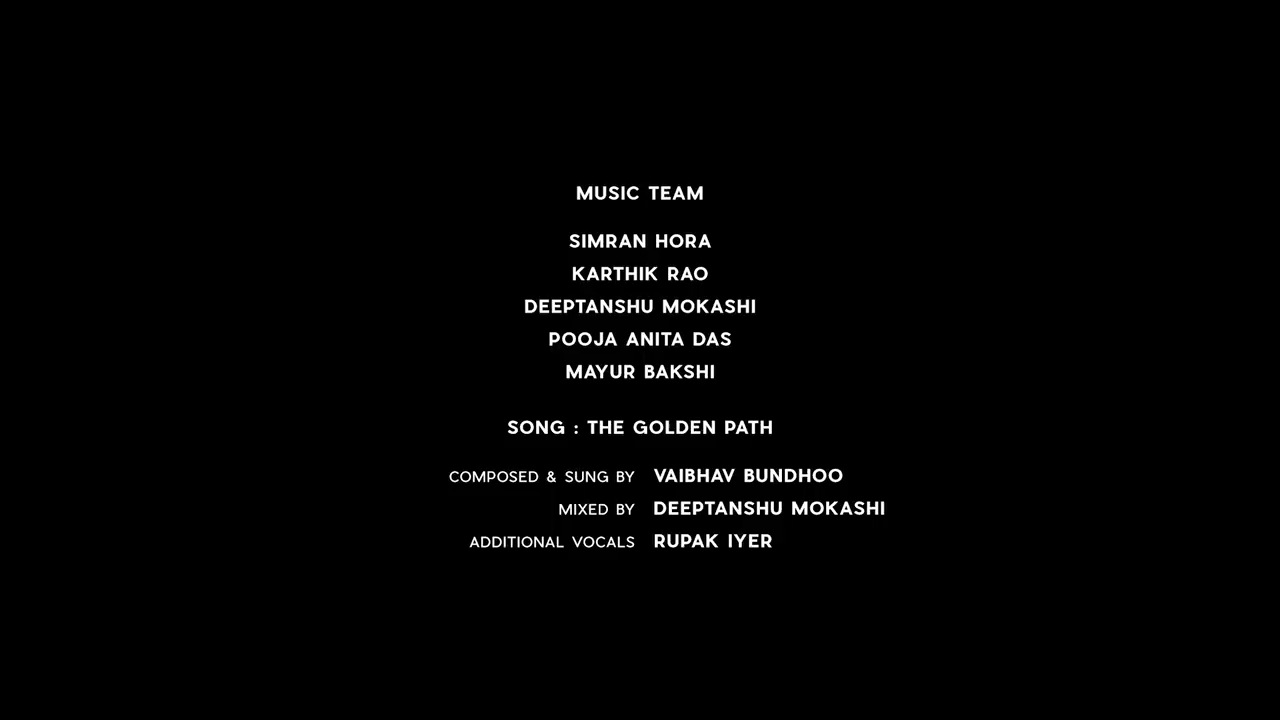 MUSIC TEAM
SIMRAN HORA
KARTHIK RAO
DEEPTANSHU MOKASHI
POOJA ANITA DAS
MAYUR BAKSHI
SONG : THE GOLDEN PATH
COMPOSED & SUNG BY VAIBHAV BUNDHOO
MIXED BY DEEPTANSHU MOKASHI
ADDITIONAL VOCALS RUPAK IYER